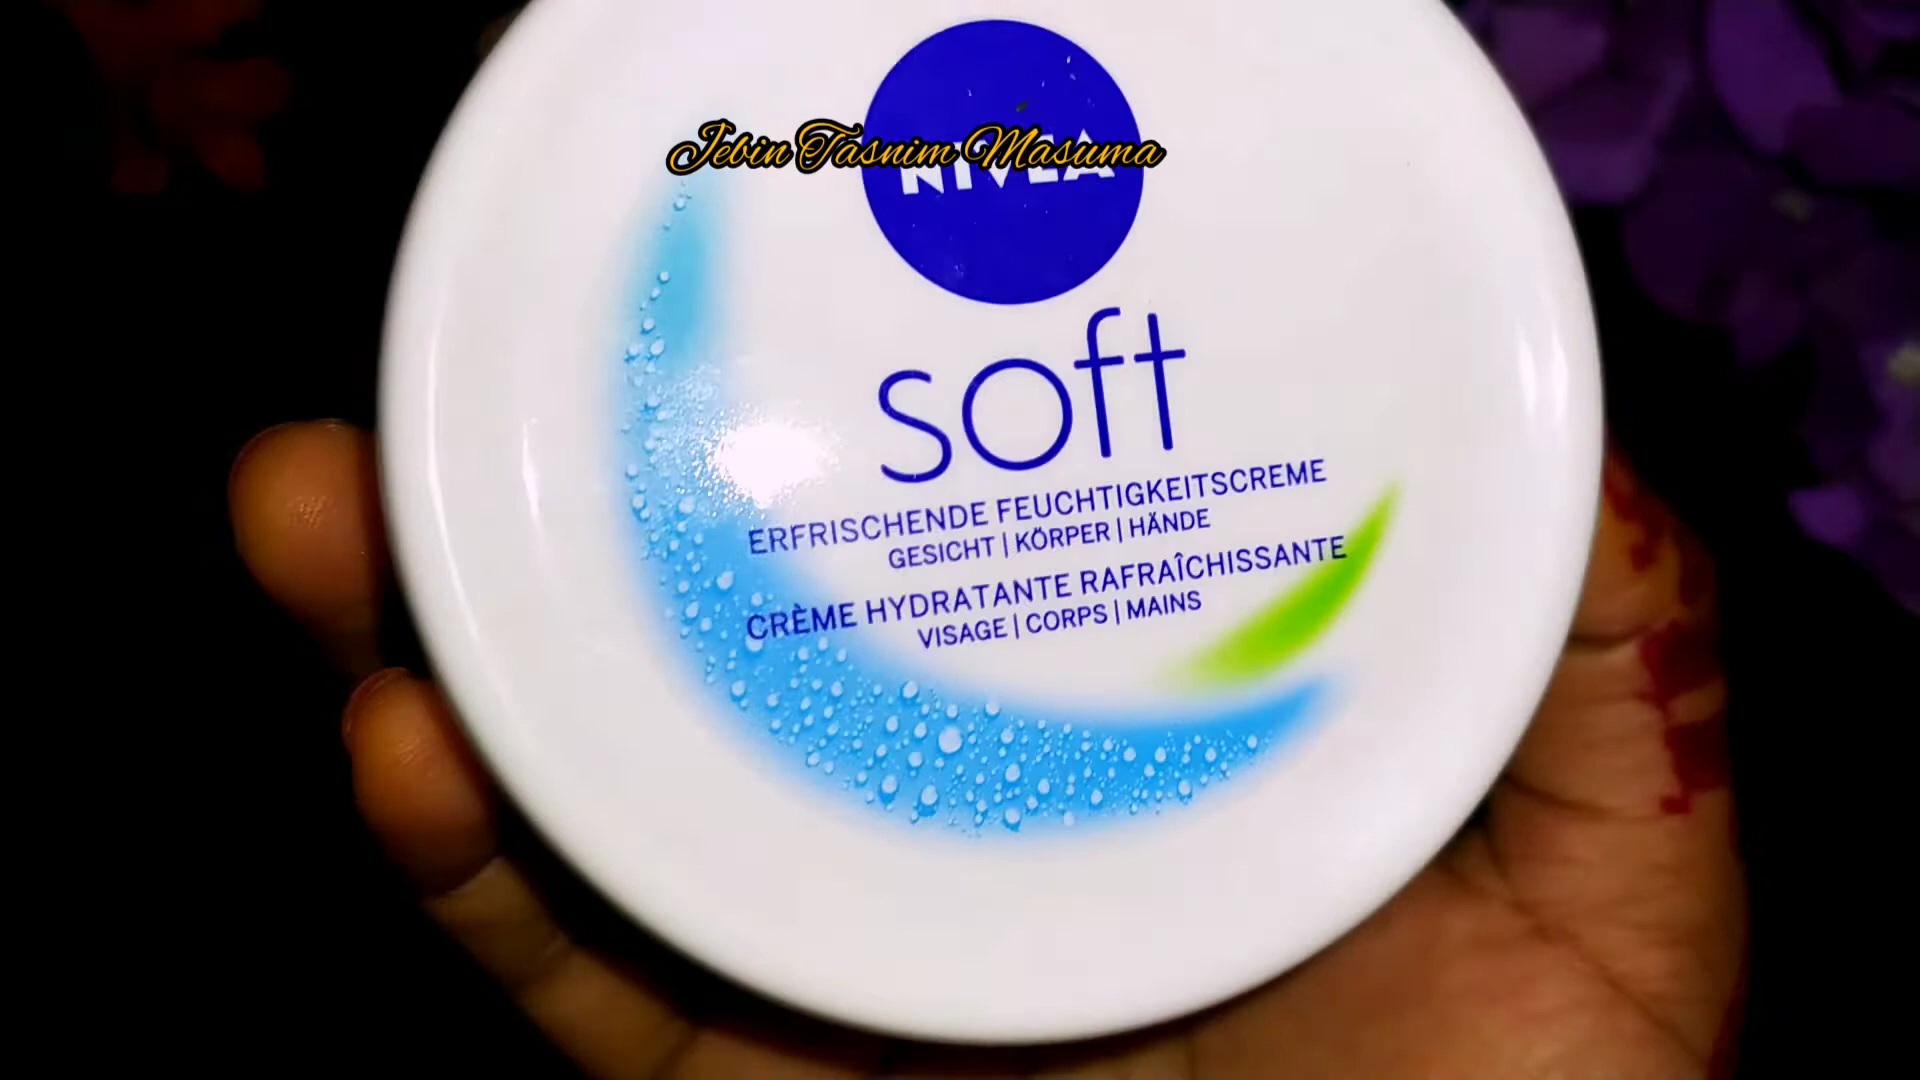 Jebin Tasnim Masuma
NIVEA
soft
ERFRISCHENDE FEUCHTIGKEITSCREME
GESICHT | KÖRPER | HÄNDE
CRÈME HYDRATANTE RAFRAÎCHISSANTE
VISAGE | CORPS | MAINS